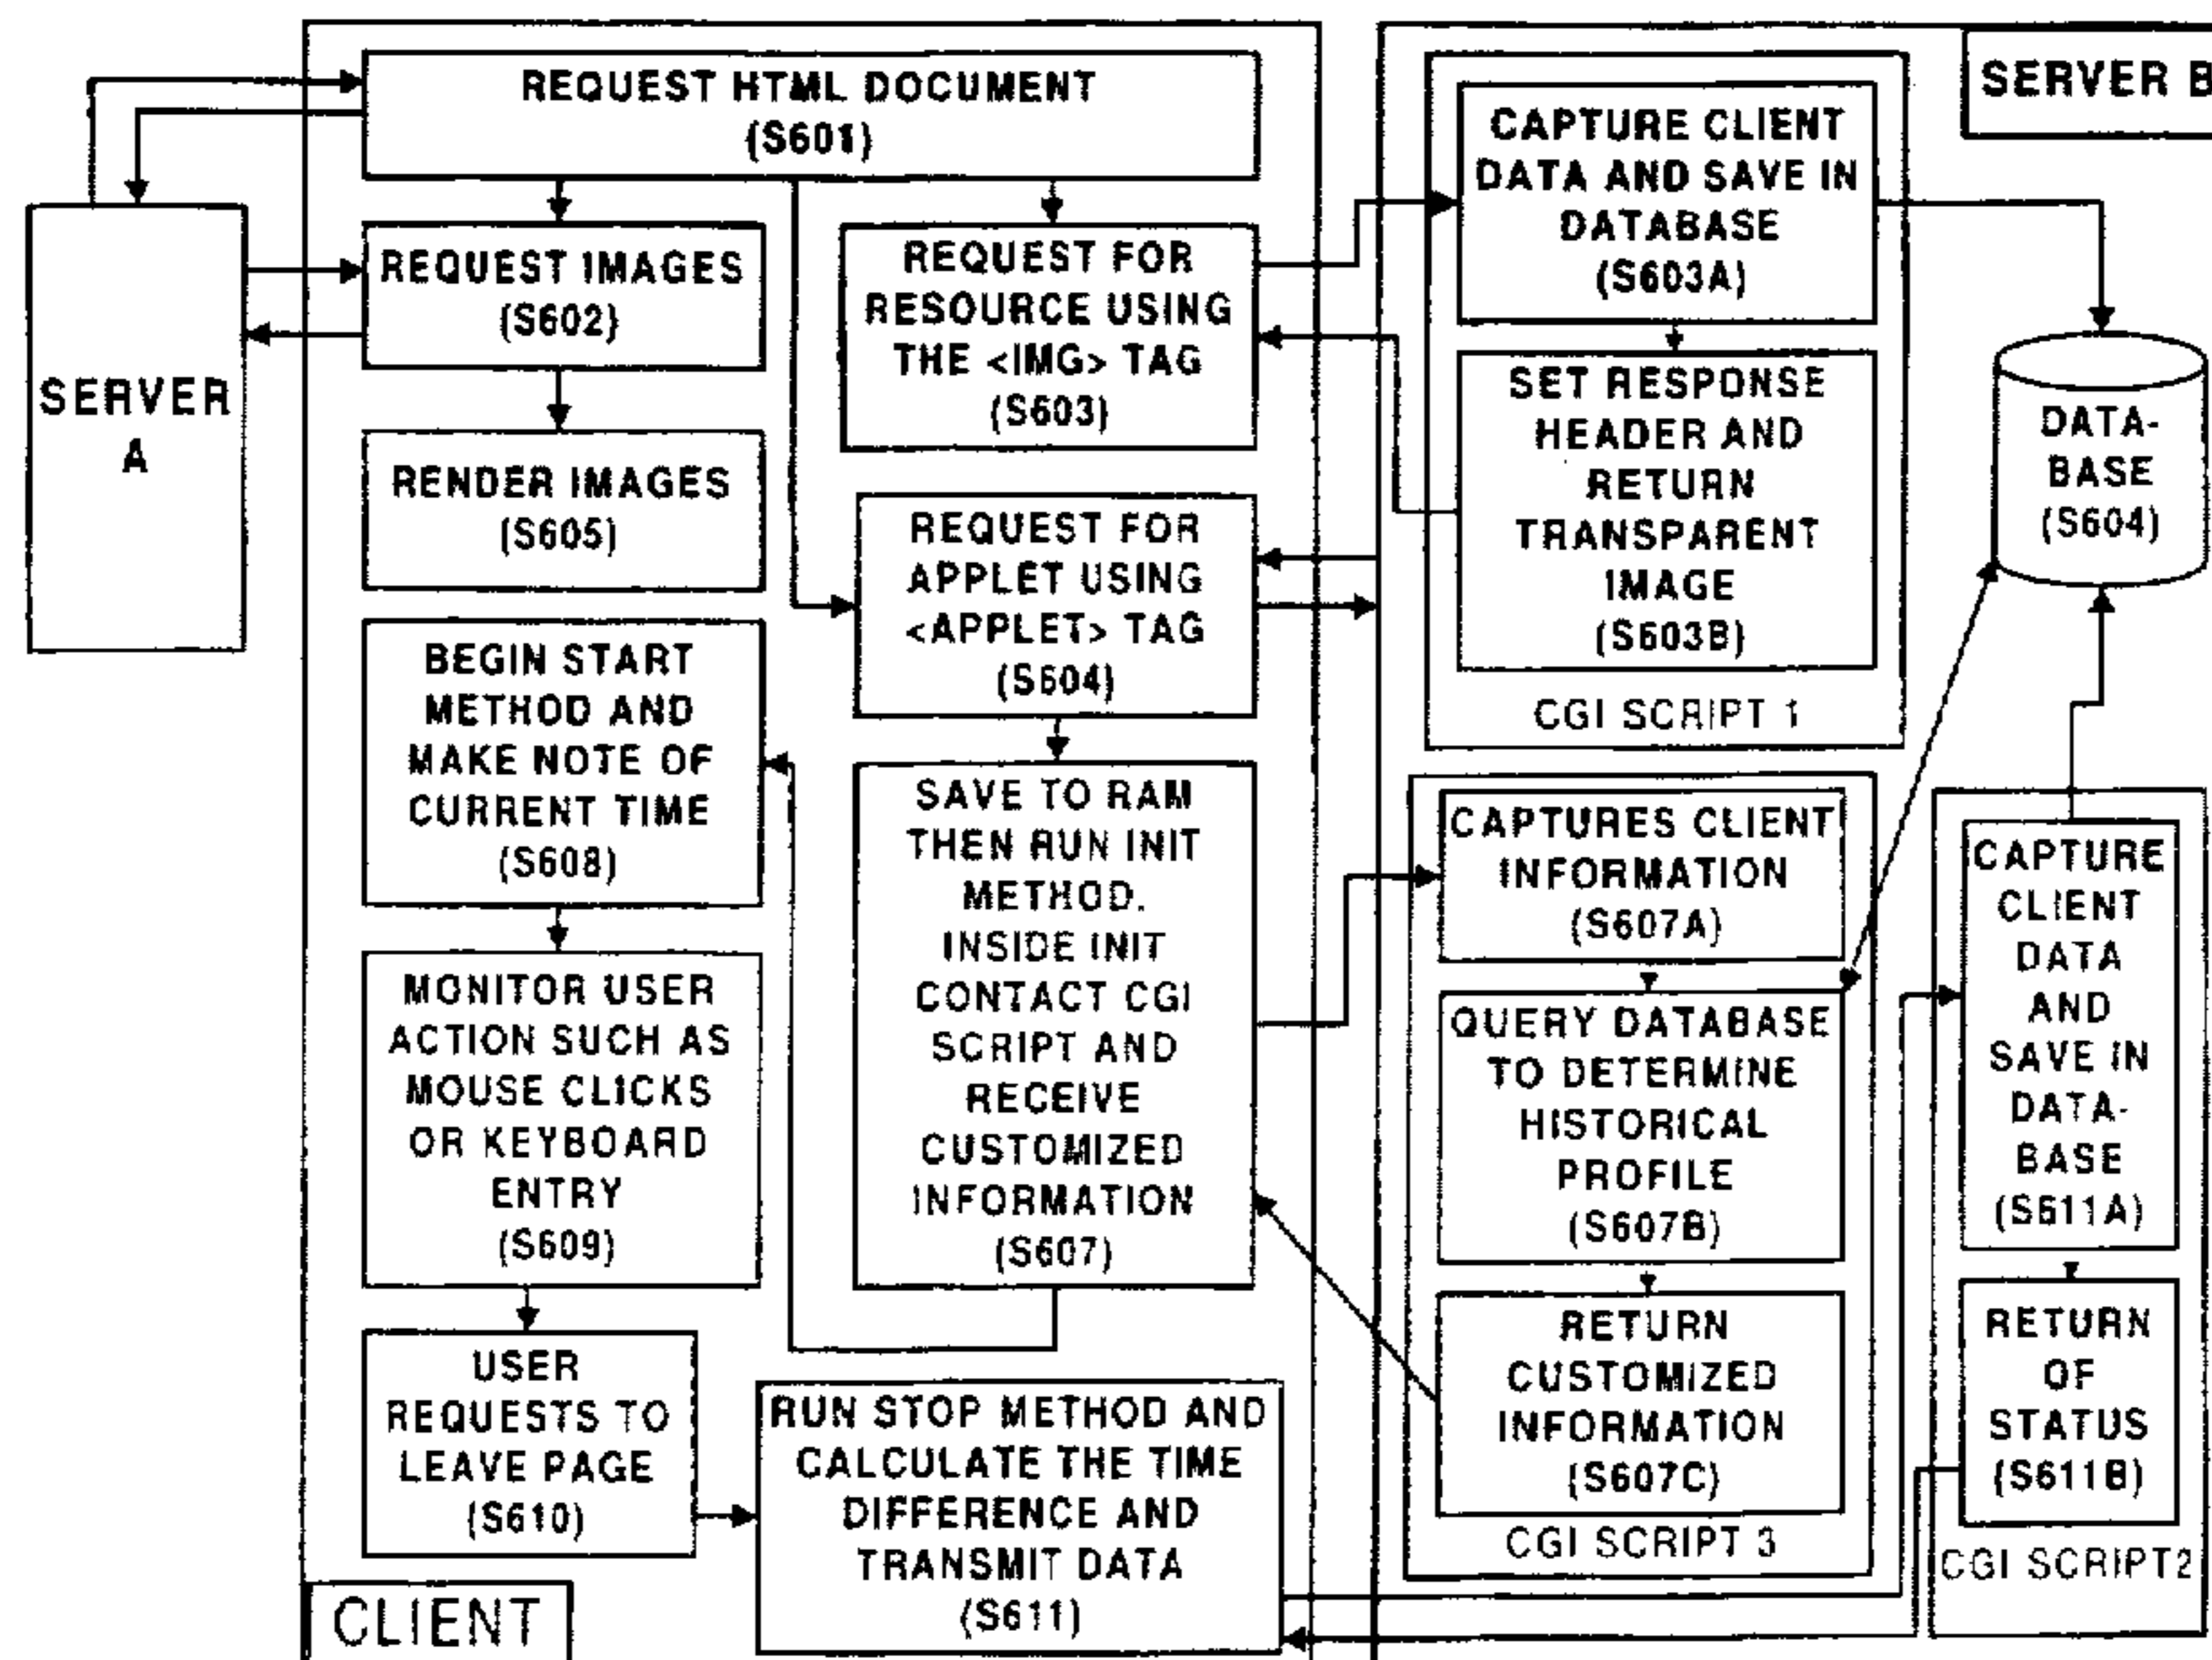 REQUEST HTML DOCUMENT
(S601)
SERVER B
CAPTURE CLIENT
DATA AND SAVE IN
DATABASE
(S603A)
SERVER
A
REQUEST IMAGES
(S602)
REQUEST FOR
RESOURCE USING
THE <IMG> TAG
(S603)
SET RESPONSE
HEADER AND
RETURN
TRANSPARENT
IMAGE
(S603B)
CGI SCRIPT 1
DATA-
BASE
(S604)
RENDER IMAGES
(S605)
REQUEST FOR
APPLET USING
<APPLET> TAG
(S604)
BEGIN START
METHOD AND
MAKE NOTE OF
CURRENT TIME
(S608)
SAVE TO RAM
THEN RUN INIT
METHOD.
INSIDE INIT
CONTACT CGI
SCRIPT AND
RECEIVE
CUSTOMIZED
INFORMATION
(S607)
CAPTURES CLIENT
INFORMATION
(S607A)
QUERY DATABASE
TO DETERMINE
HISTORICAL
PROFILE
(S607B)
RETURN
CUSTOMIZED
INFORMATION
(S607C)
CGI SCRIPT 3
CAPTURE
CLIENT
DATA
AND
SAVE IN
DATA-
BASE
(S611A)
RETURN
OF
STATUS
(S611B)
CGI SCRIPT2
MONITOR USER
ACTION SUCH AS
MOUSE CLICKS
OR KEYBOARD
ENTRY
(S609)
USER
REQUESTS TO
LEAVE PAGE
(S610)
RUN STOP METHOD AND
CALCULATE THE TIME
DIFFERENCE AND
TRANSMIT DATA
(S611)
CLIENT